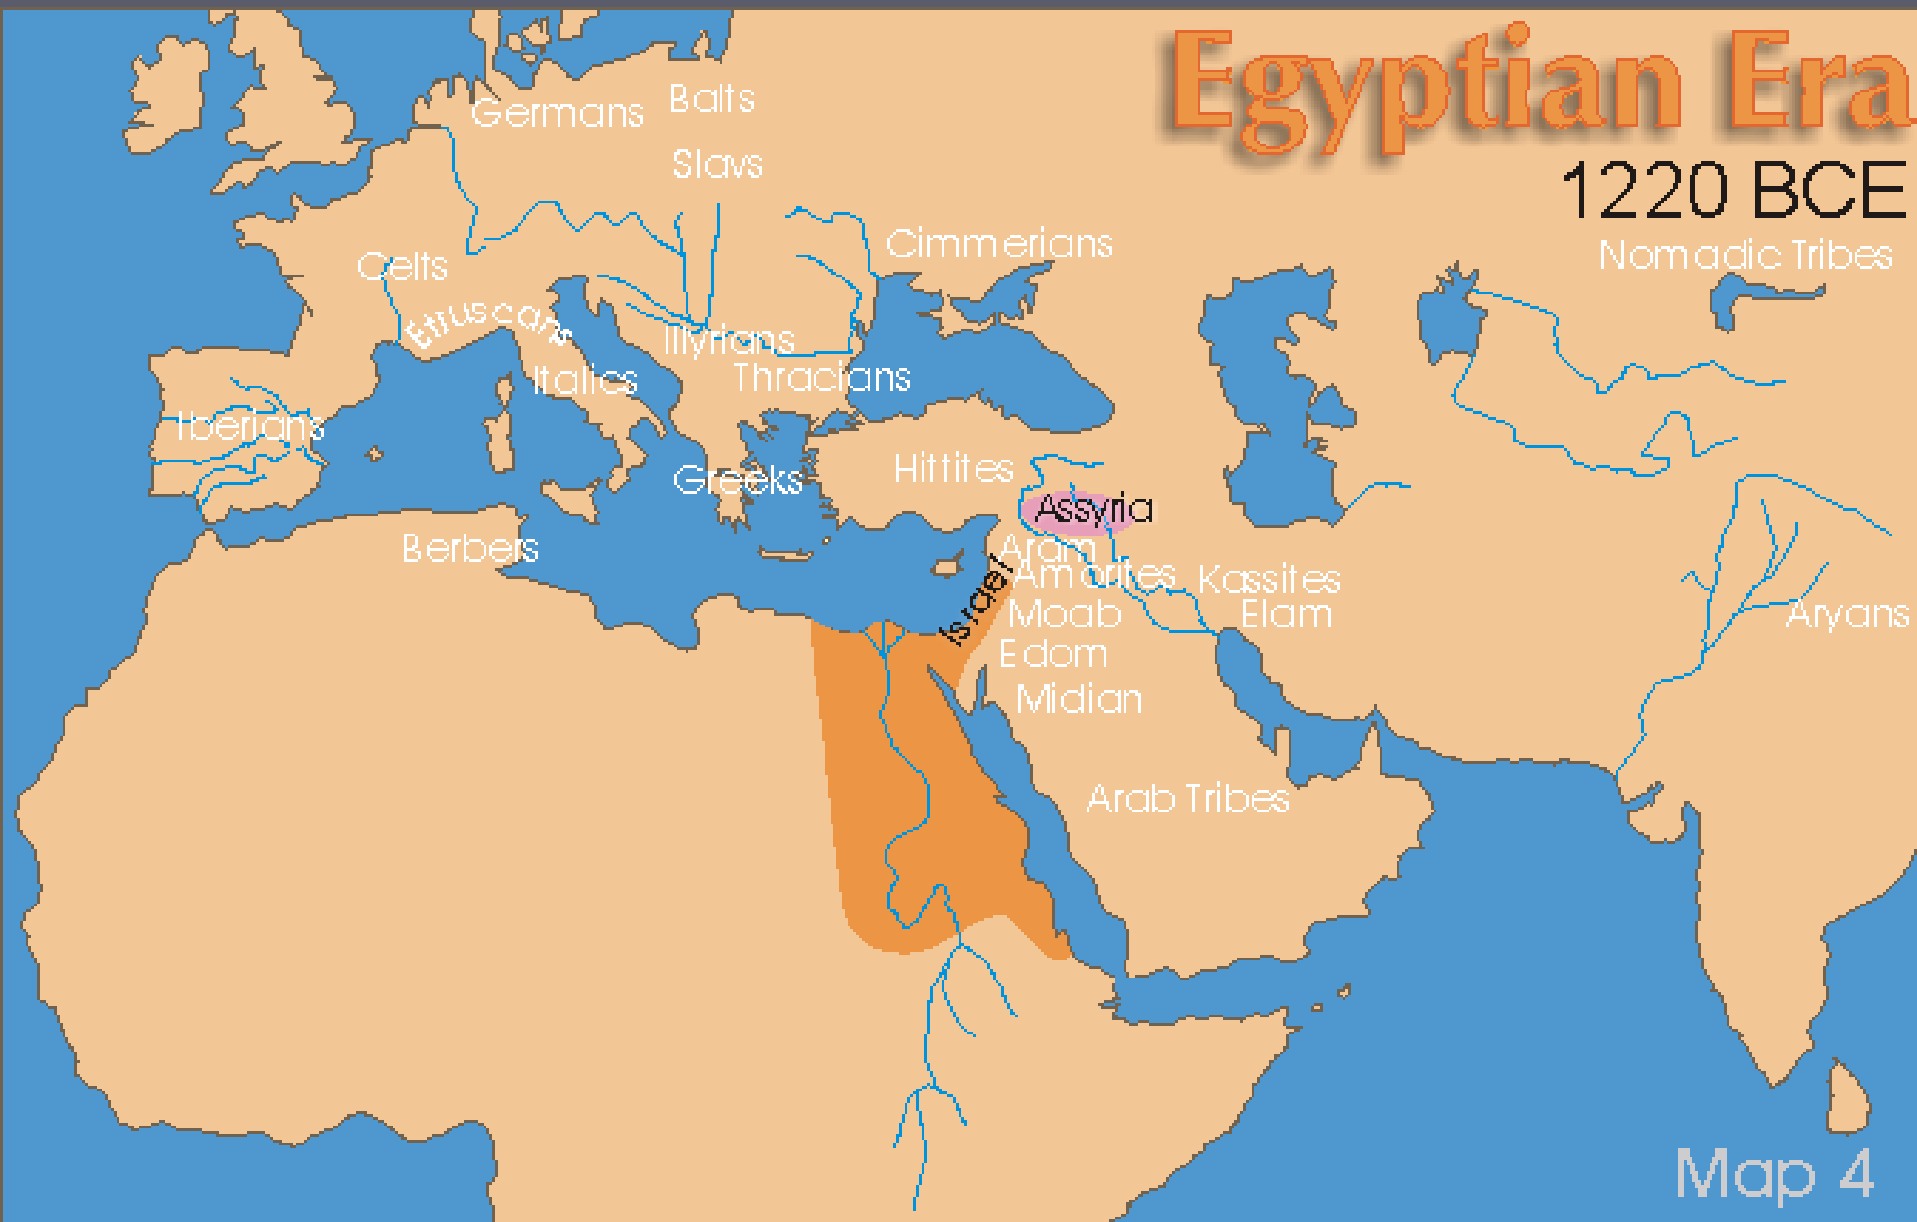 Egyptian Era
1220 BCE
Germans
Balts
Slavs
Cimmerians
Nomadic Tribes
Celts
Etruscans
Illyrians
Italics
Thracians
Iberians
Greeks
Hittites
Assyria
Berbers
Aram
Amorites
Kassites
Israel
Moab
Elam
Aryans
Edom
Midian
Arab Tribes
Map 4